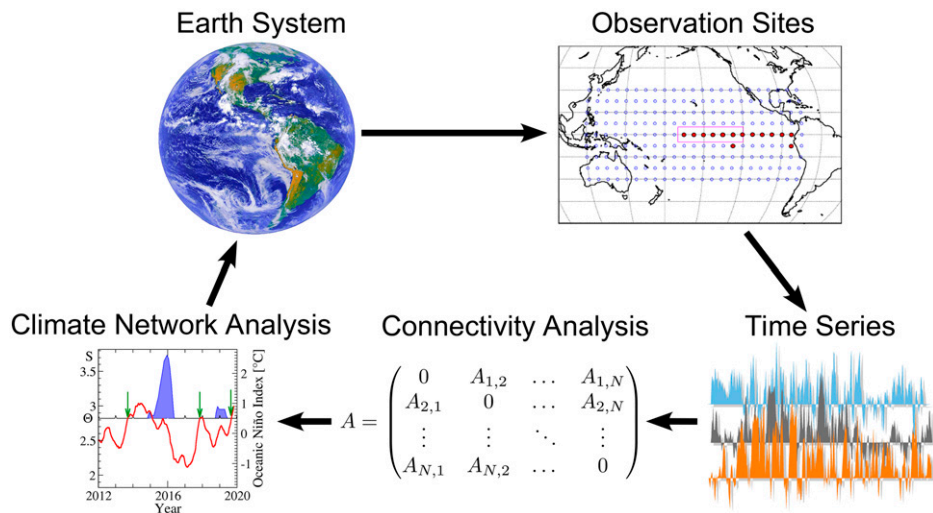 Earth System
Observation Sites
Climate Network Analysis
Connectivity Analysis
Time Series
S
3.5
3
Θ
2.5
2
2
1
0
-1
Oceanic Niño Index [°C]
2012 2016 2020
Year
A =
0 A1,2 … A1,N
A2,1 0 … A2,N
⋮ ⋮ ⋱ ⋮
AN,1 AN,2 … 0